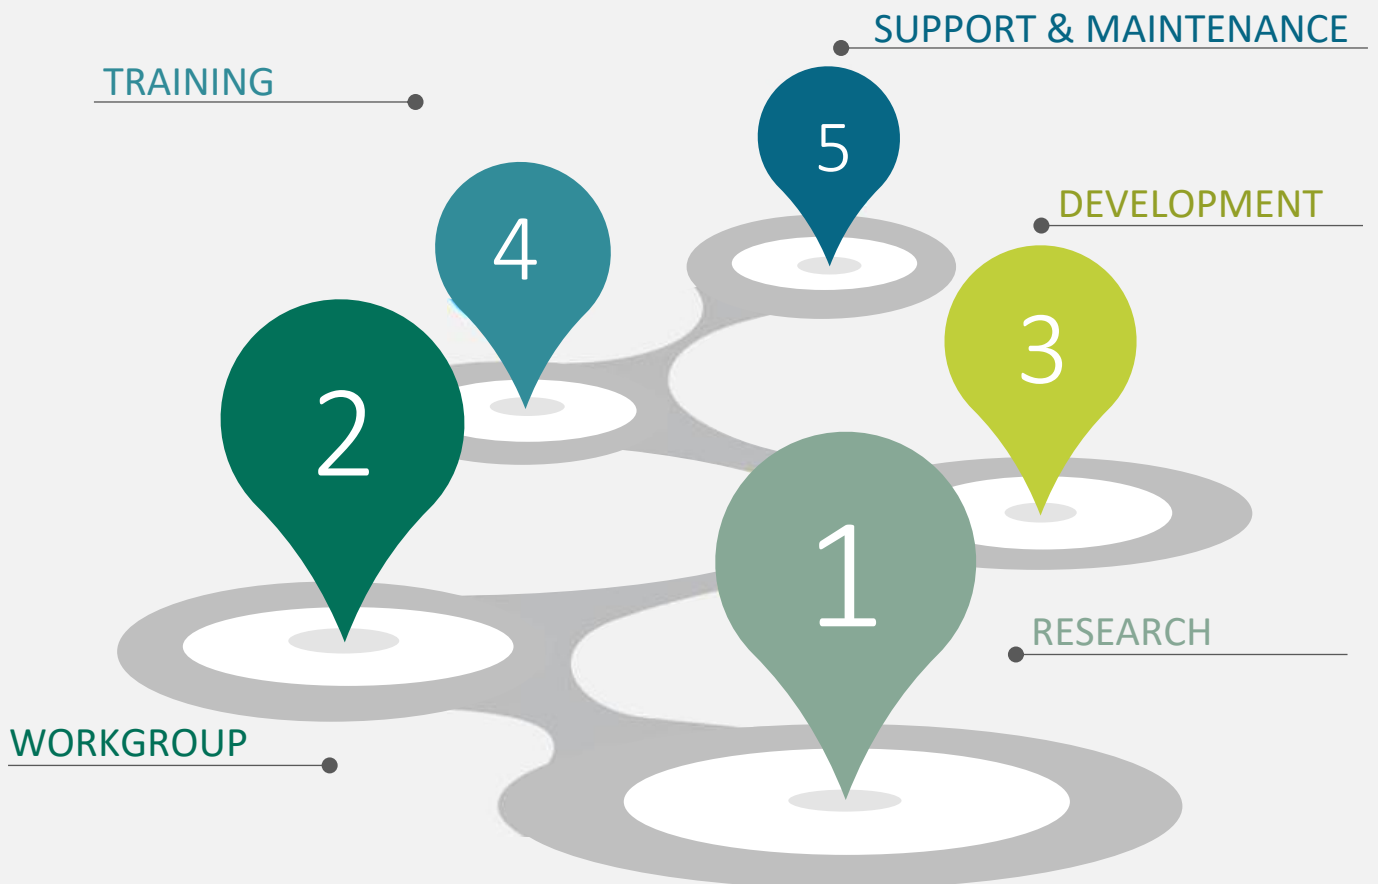 SUPPORT & MAINTENANCE
TRAINING
5
DEVELOPMENT
4
3
2
1
RESEARCH
WORKGROUP